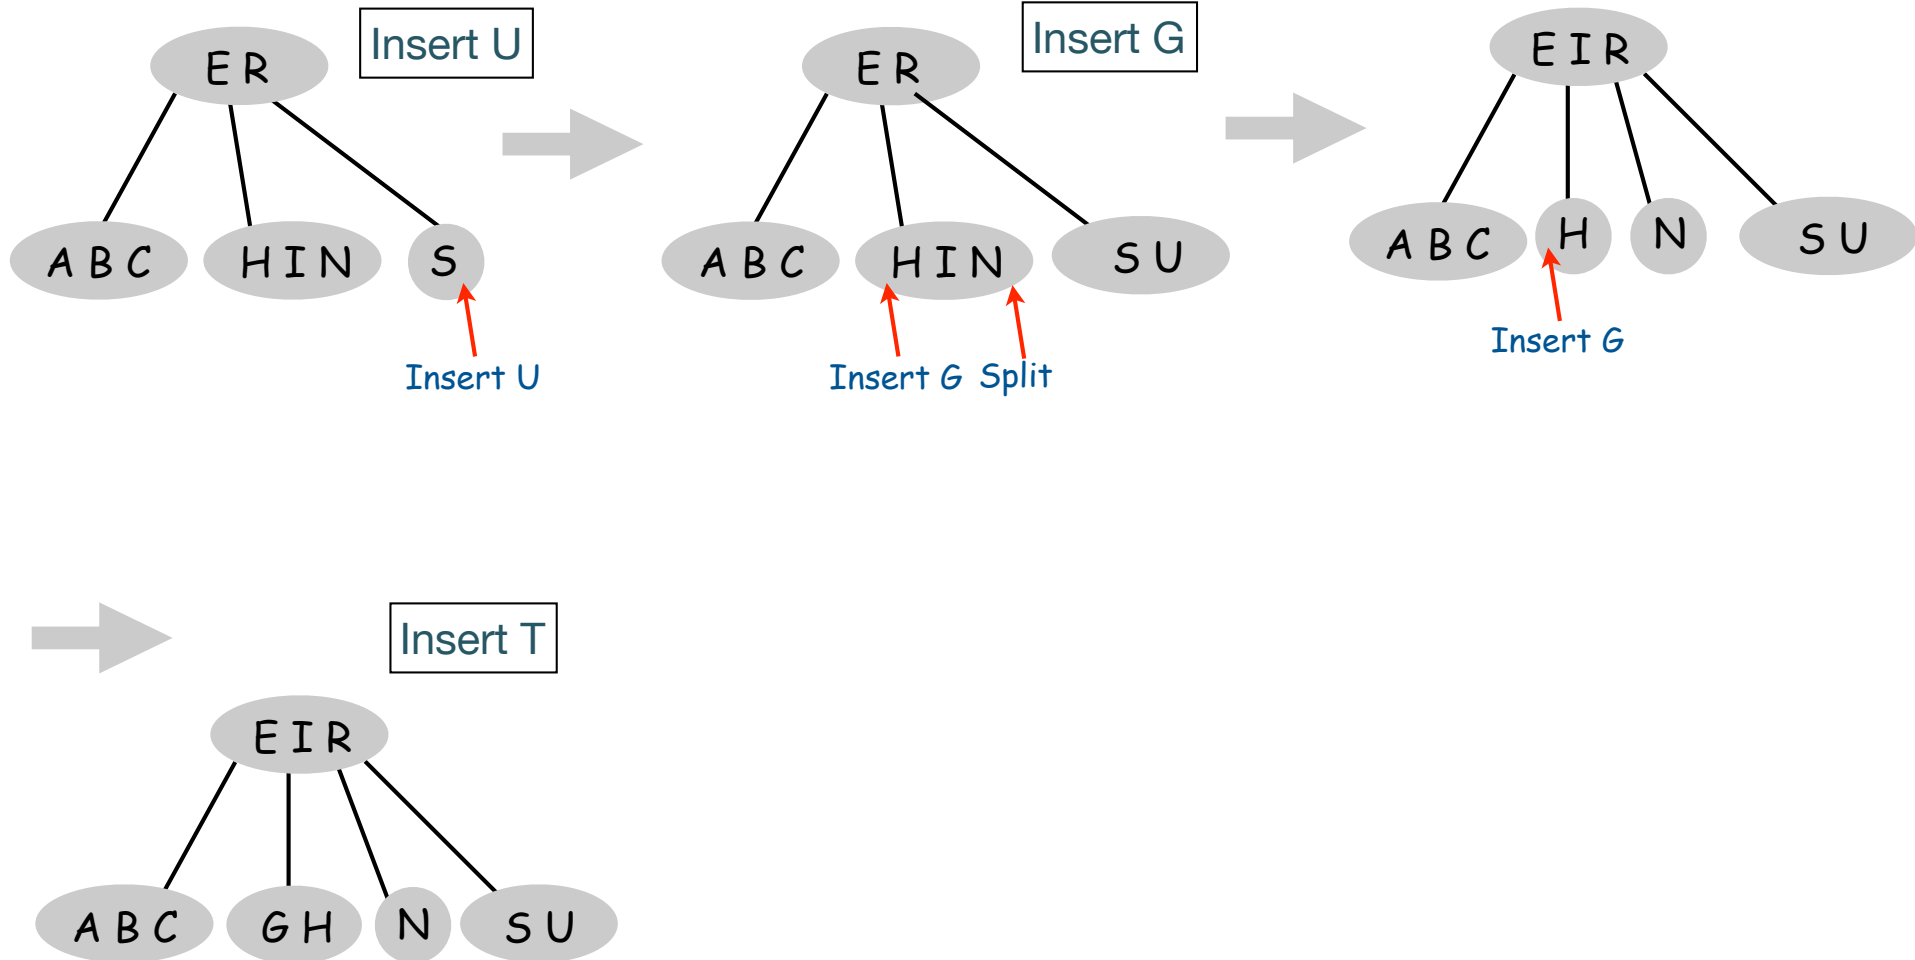 Insert U
E R
A B C
H I N
S
Insert U
Insert G
E R
A B C
H I N
S U
Insert G Split
E I R
A B C
H
N
S U
Insert G
Insert T
E I R
A B C
G H
N
S U